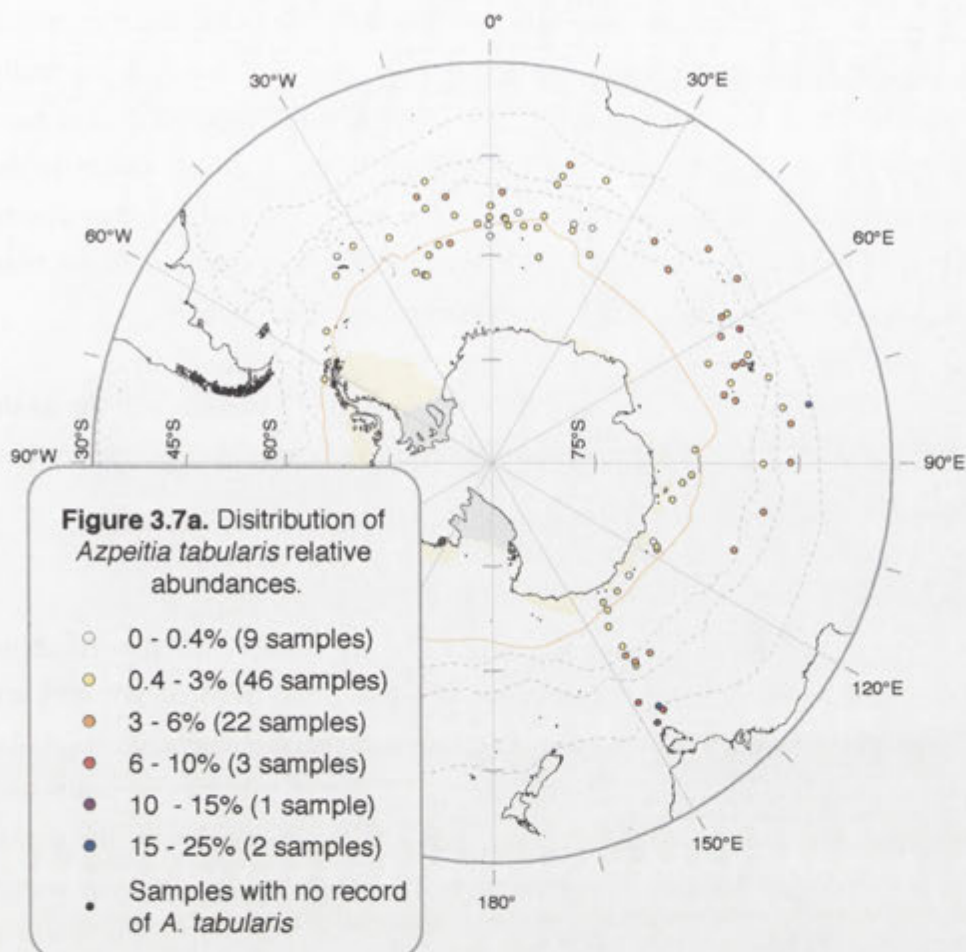 0°
30°W
30°E
60°W
60°E
90°W
30°S
45°S
60°S
75°S
90°E
120°E
150°E
180°
Figure 3.7a. Disitribution of
Azpeitia tabularis relative
abundances.
0 - 0.4% (9 samples)
0.4 - 3% (46 samples)
3 - 6% (22 samples)
6 - 10% (3 samples)
10 - 15% (1 sample)
15 - 25% (2 samples)
Samples with no record
of A. tabularis